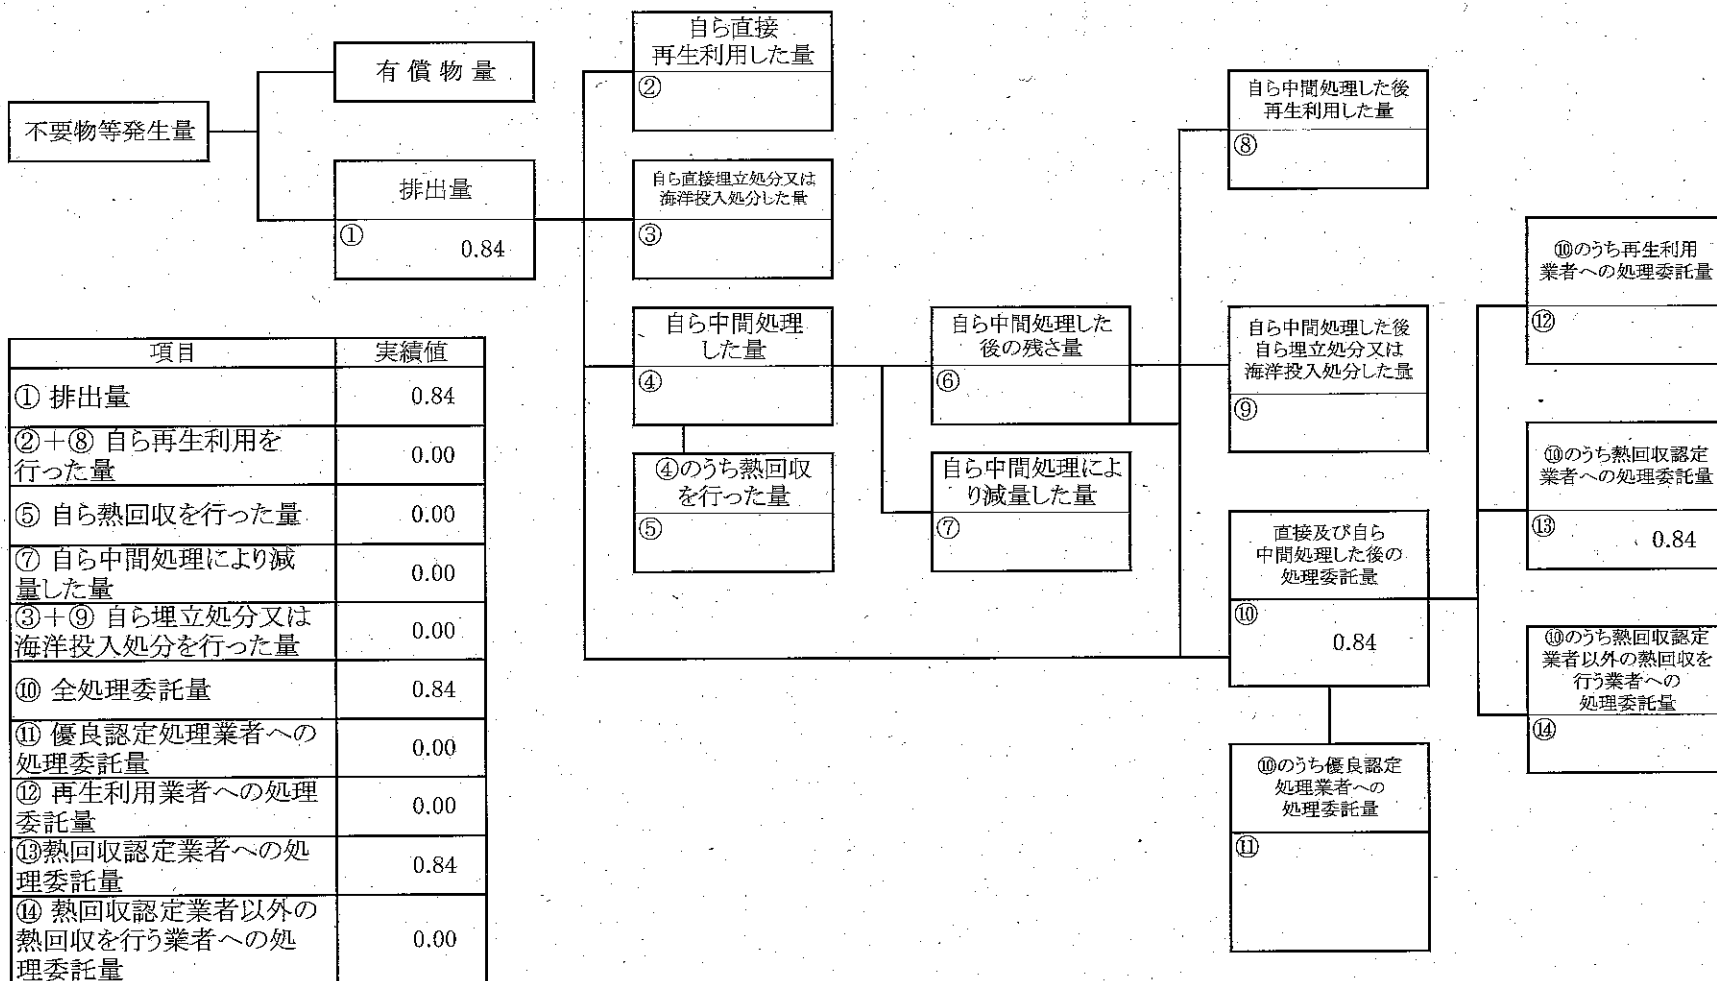 不要物等発生量
有償物量
排出量
①
0.84
自ら直接
再生利用した量
②
自ら直接埋立処分又は
海洋投入処分した量
③
自ら中間処理
した量
④
④のうち熱回収
を行った量
⑤
自ら中間処理した
後の残さ量
⑥
自ら中間処理によ
り減量した量
⑦
自ら中間処理した後
再生利用した量
⑧
自ら中間処理した後
自ら埋立処分又は
海洋投入処分した量
⑨
直接及び自ら
中間処理した後の
処理委託量
⑩
0.84
⑩のうち優良認定
処理業者への
処理委託量
⑪
⑩のうち再生利用
業者への処理委託量
⑫
⑩のうち熱回収認定
業者への処理委託量
⑬
0.84
⑩のうち熱回収認定
業者以外の熱回収を
行う業者への
処理委託量
⑭
項目 実績値
① 排出量 0.84
②+⑧ 自ら再生利用を
行った量 0.00
⑤ 自ら熱回収を行った量 0.00
⑦ 自ら中間処理により減
量した量 0.00
③+⑨ 自ら埋立処分又は
海洋投入処分を行った量 0.00
⑩ 全処理委託量 0.84
⑪ 優良認定処理業者への
処理委託量 0.00
⑫ 再生利用業者への処理
委託量 0.00
⑬熱回収認定業者への処
理委託量 0.84
⑭ 熱回収認定業者以外の
熱回収を行う業者への処
理委託量 0.00